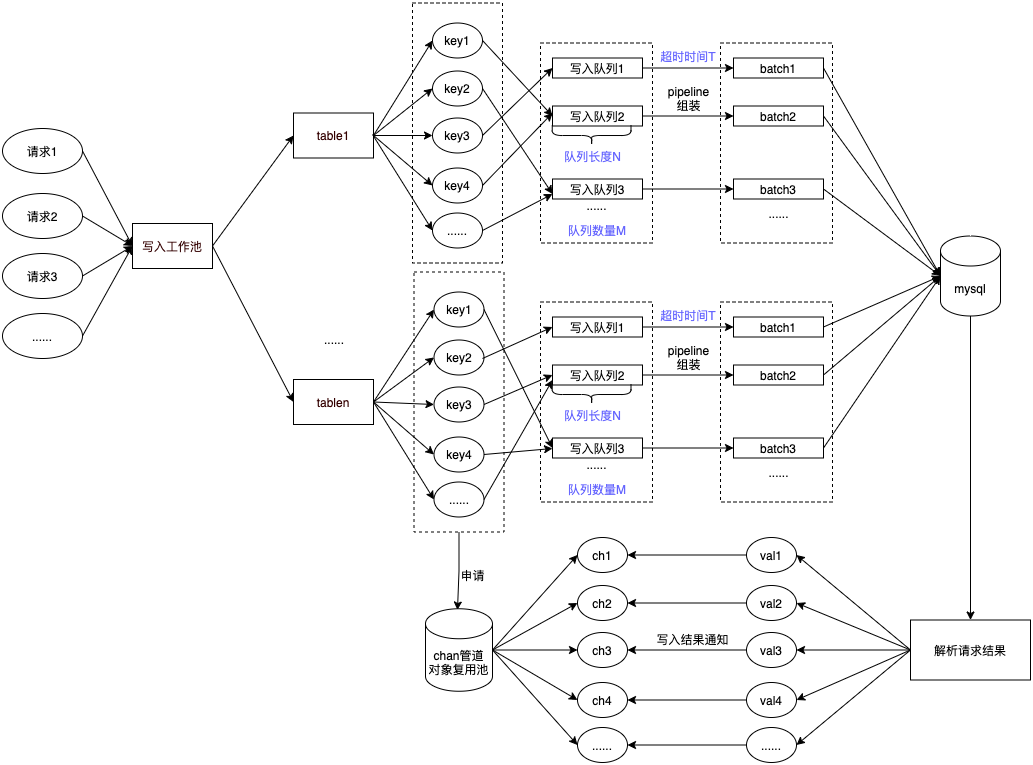 请求1
请求2
请求3
......
写入工作池
table1
......
tablen
key1
key2
key3
key4
......
写入队列1
写入队列2
队列长度N
写入队列3
......
队列数量M
超时时间T
pipeline
组装
batch1
batch2
batch3
......
key1
key2
key3
key4
......
写入队列1
写入队列2
队列长度N
写入队列3
......
队列数量M
超时时间T
pipeline
组装
batch1
batch2
batch3
......
mysql
申请
chan管道
对象复用池
ch1
ch2
ch3
ch4
......
写入结果通知
val1
val2
val3
val4
......
解析请求结果